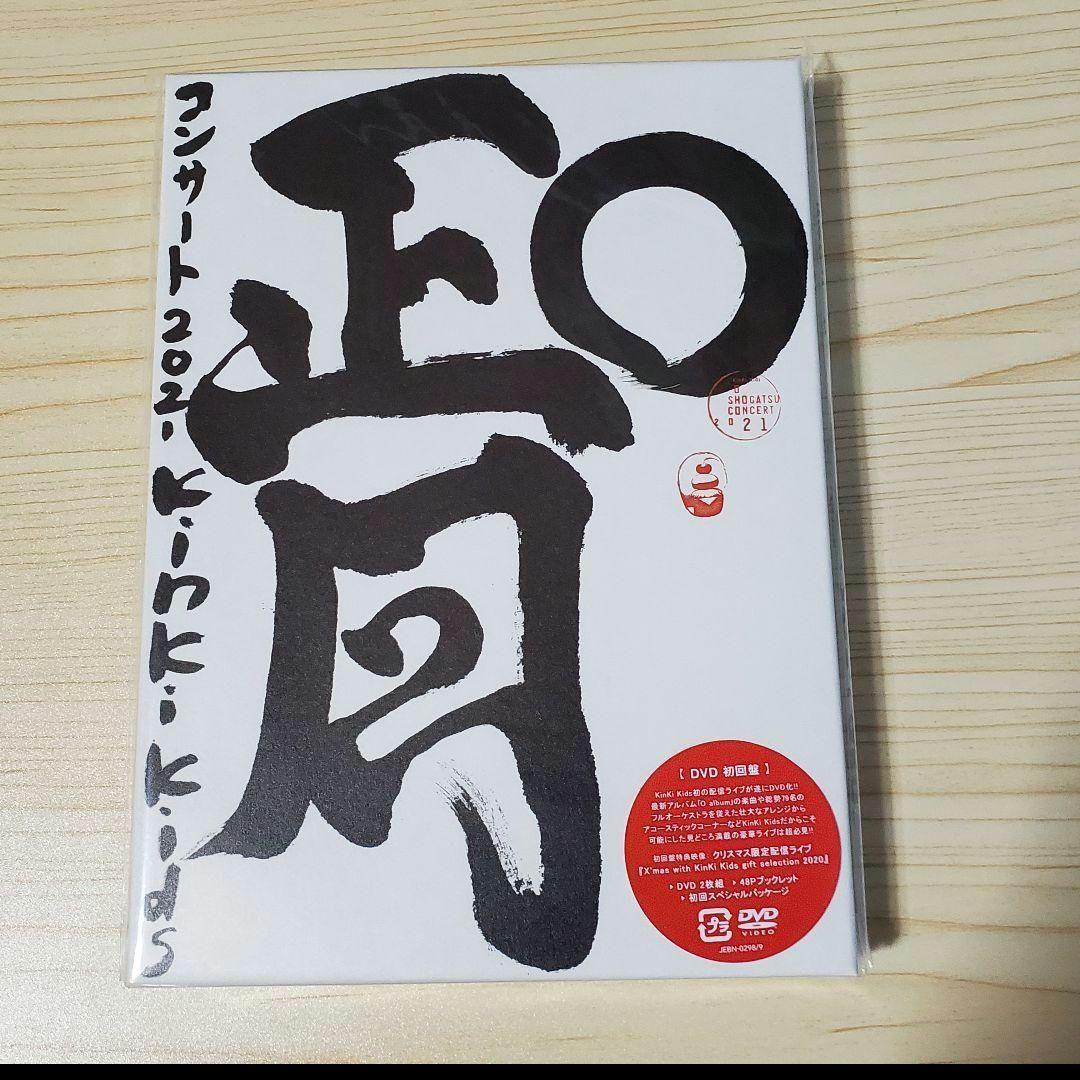 O
正月
コンサート2021 KinKi Kids
KinKi Kids
O
SHOGATSU
CONCERT
2021
【 DVD 初回盤 】
KinKi Kids初の配信ライブが遂にDVD化!!
最新アルバム「O album」の楽曲や総勢79名の
フルオーケストラを従えた壮大なアレンジから
アコースティックコーナーなどKinKi Kidsだからこそ
可能にした見どころ満載の豪華ライブは超必見!!
初回盤特典映像：クリスマス限定配信ライブ
『X'mas with KinKi Kids gift selection 2020』
▶ DVD 2枚組 ▶ 48Pブックレット
▶ 初回スペシャルパッケージ
プラ
DVD
VIDEO
JEBN-0298/9